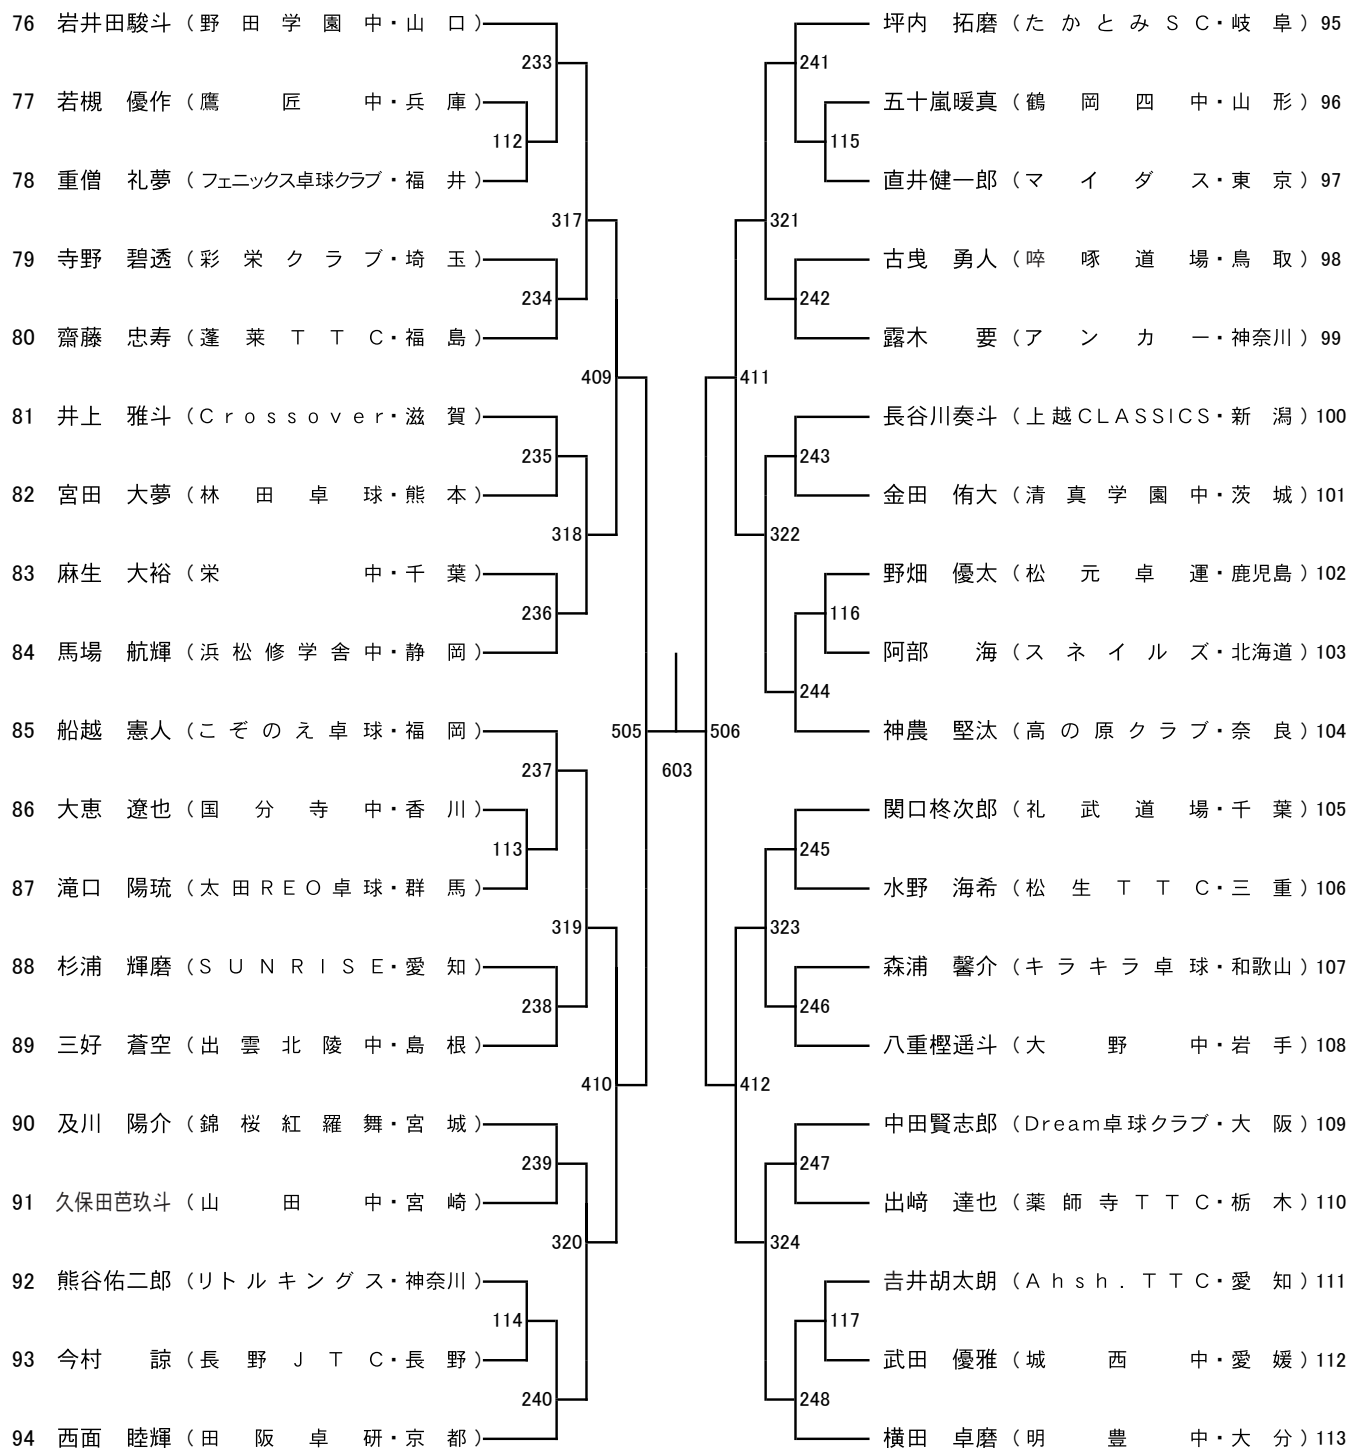 76 岩井田駿斗 (野田学園中・山口)
233
77 若槻 優作 (鷹匠中・兵庫)
112
78 重僧 礼夢 (フェニックス卓球クラブ・福井)
317
79 寺野 碧透 (彩栄クラブ・埼玉)
234
80 齋藤 忠寿 (蓬莱TTC・福島)
409
81 井上 雅斗 (Crossover・滋賀)
235
82 宮田 大夢 (林田卓球・熊本)
318
83 麻生 大裕 (栄中・千葉)
236
84 馬場 航輝 (浜松修学舎中・静岡)
85 船越 憲人 (こぞのえ卓球・福岡)
505
237
86 大恵 遼也 (国分寺中・香川)
113
87 滝口 陽琉 (太田REO卓球・群馬)
319
88 杉浦 輝磨 (SUNRISE・愛知)
238
89 三好 蒼空 (出雲北陵中・島根)
410
90 及川 陽介 (錦桜紅羅舞・宮城)
239
91 久保田芭玖斗 (山田中・宮崎)
320
92 熊谷佑二郎 (リトルキングス・神奈川)
114
93 今村 諒 (長野JTC・長野)
240
94 西面 睦輝 (田阪卓研・京都)
603
坪内 拓磨 (たかとみSC・岐阜) 95
241
五十嵐暖真 (鶴岡四中・山形) 96
115
直井健一郎 (マイダス・東京) 97
321
古曵 勇人 (啐啄道場・鳥取) 98
242
露木 要 (アンカー・神奈川) 99
411
長谷川奏斗 (上越CLASSICS・新潟) 100
243
金田 侑大 (清真学園中・茨城) 101
322
野畑 優太 (松元卓運・鹿児島) 102
116
阿部 海 (スネイルズ・北海道) 103
244
神農 堅汰 (高の原クラブ・奈良) 104
506
関口柊次郎 (礼武道場・千葉) 105
245
水野 海希 (松生TTC・三重) 106
323
森浦 馨介 (キラキラ卓球・和歌山) 107
246
八重樫遥斗 (大野中・岩手) 108
412
中田賢志郎 (Dream卓球クラブ・大阪) 109
247
出﨑 達也 (薬師寺TTC・栃木) 110
324
𠮷井胡太朗 (Ahsh.TTC・愛知) 111
117
武田 優雅 (城西中・愛媛) 112
248
横田 卓磨 (明豊中・大分) 113